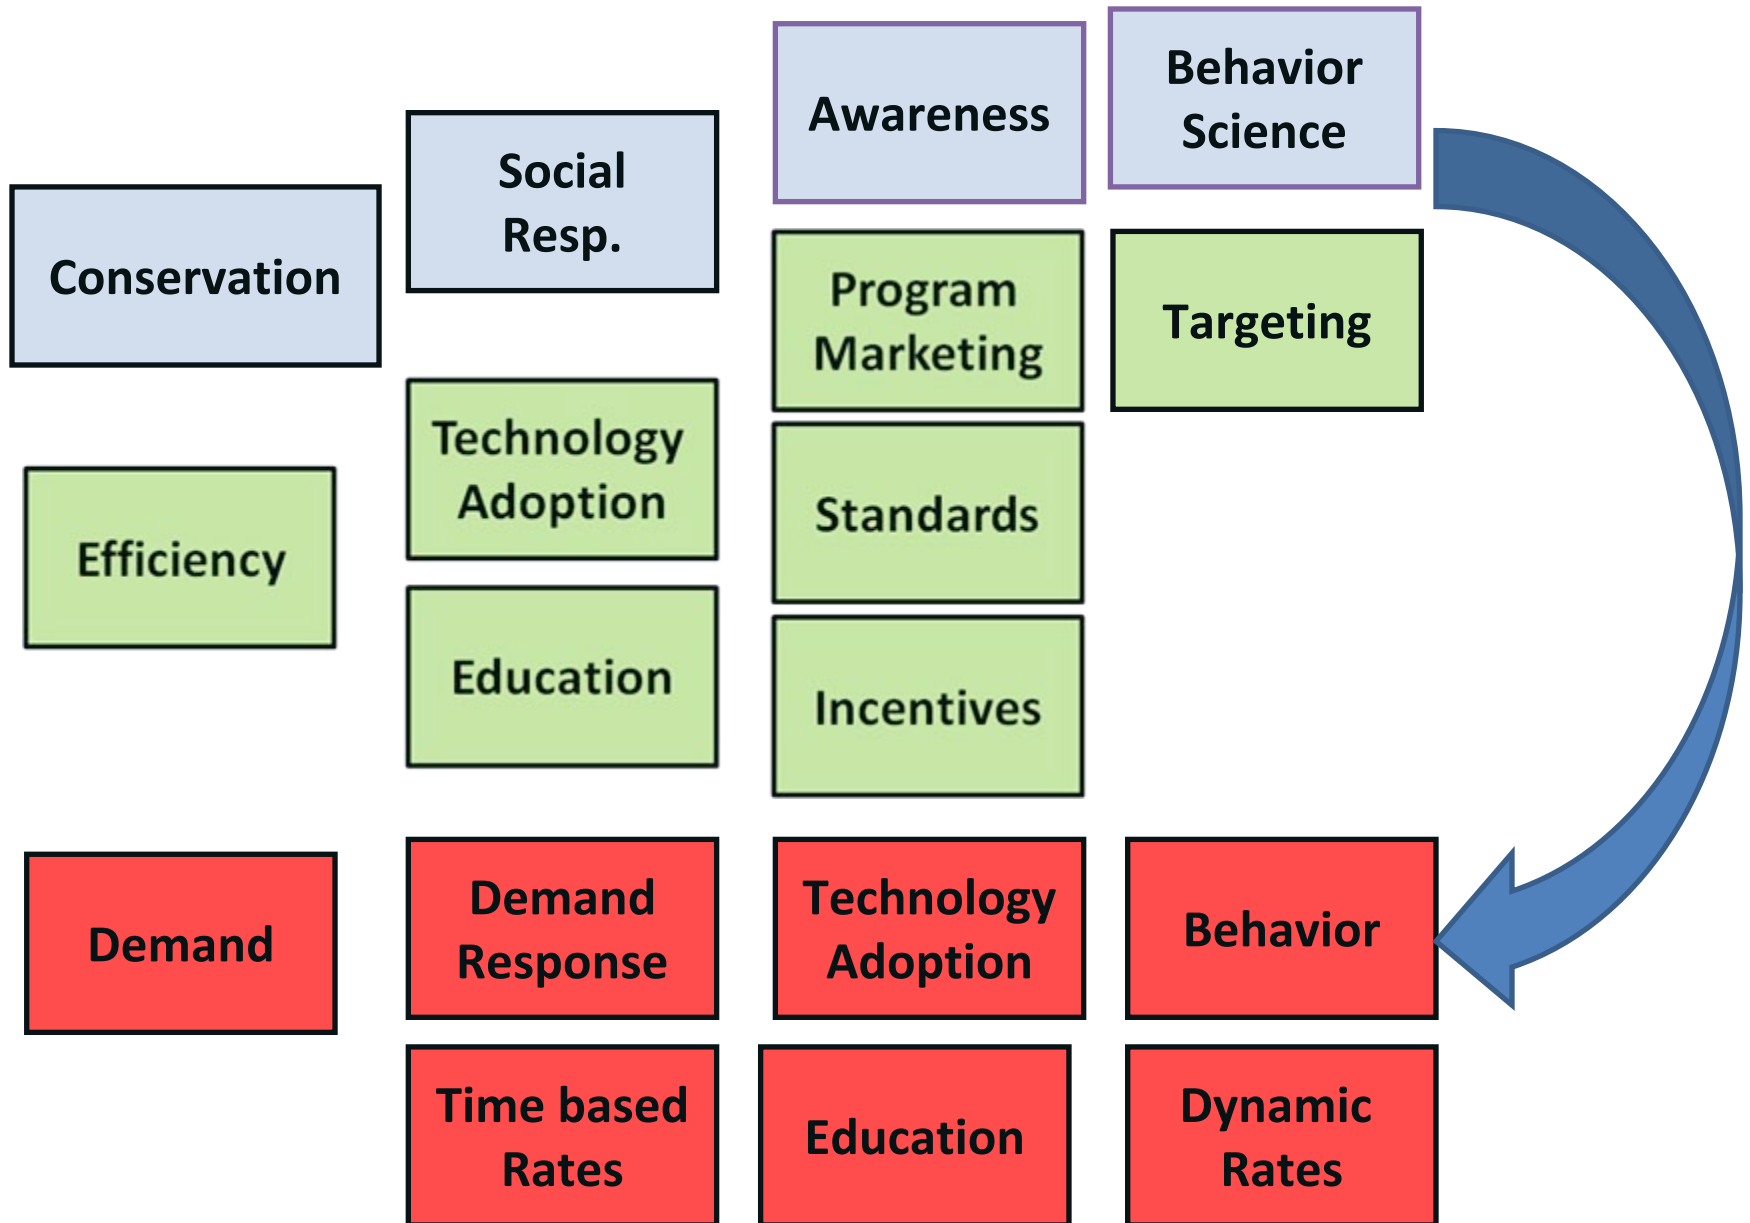 Conservation
Social
Resp.
Awareness
Behavior
Science
Efficiency
Technology
Adoption
Education
Program
Marketing
Standards
Incentives
Targeting
Demand
Demand
Response
Technology
Adoption
Behavior
Time based
Rates
Education
Dynamic
Rates